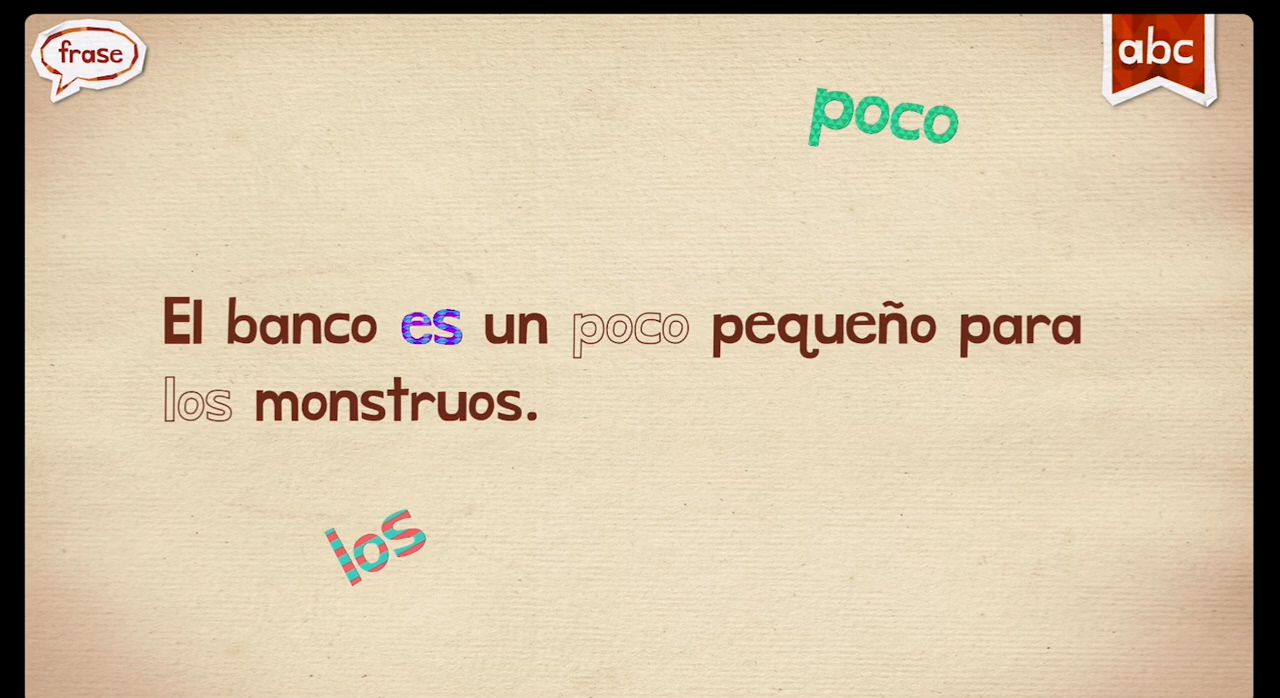 frase
abc
poco
El banco es un poco pequeño para
los monstruos.
los